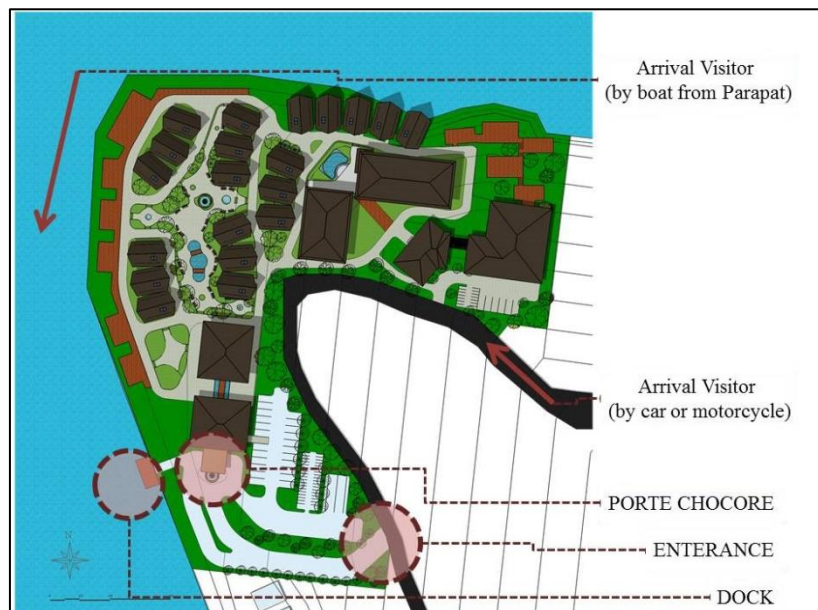 Arrival Visitor
(by boat from Parapat)
Arrival Visitor
(by car or motorcycle)
PORTE CHOCORE
ENTERANCE
DOCK
N